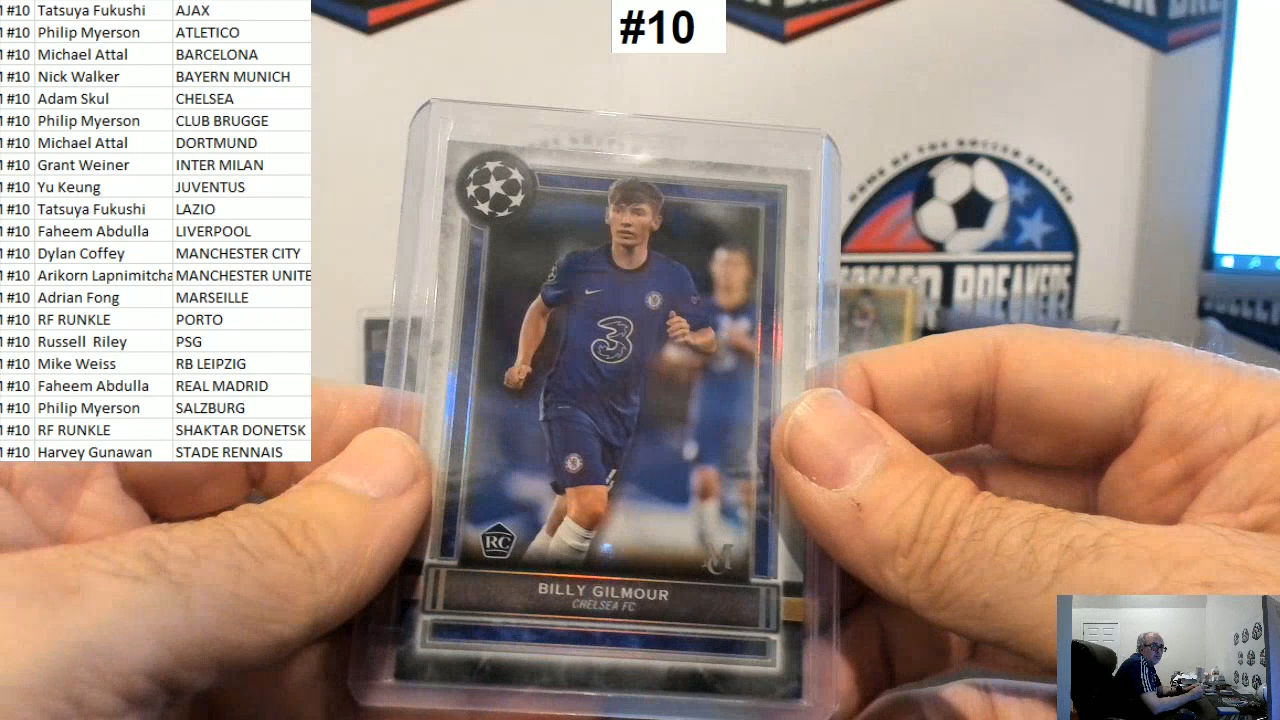 #10
#10 Tatsuya Fukushi AJAX
#10 Philip Myerson ATLETICO
#10 Michael Attal BARCELONA
#10 Nick Walker BAYERN MUNICH
#10 Adam Skul CHELSEA
#10 Philip Myerson CLUB BRUGGE
#10 Michael Attal DORTMUND
#10 Grant Weiner INTER MILAN
#10 Yu Keung JUVENTUS
#10 Tatsuya Fukushi LAZIO
#10 Faheem Abdulla LIVERPOOL
#10 Dylan Coffey MANCHESTER CITY
#10 Arikorn Lapnimitcha MANCHESTER UNITE
#10 Adrian Fong MARSEILLE
#10 RF RUNKLE PORTO
#10 Russell Riley PSG
#10 Mike Weiss RB LEIPZIG
#10 Faheem Abdulla REAL MADRID
#10 Philip Myerson SALZBURG
#10 RF RUNKLE SHAKTAR DONETSK
#10 Harvey Gunawan STADE RENNAIS
HOME OF THE SOCCER BREAKS
SOCCER BREAKERS
3
RC
BILLY GILMOUR
CHELSEA FC